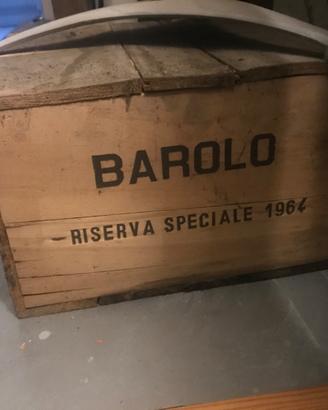 BAROLO
RISERVA SPECIALE 1964